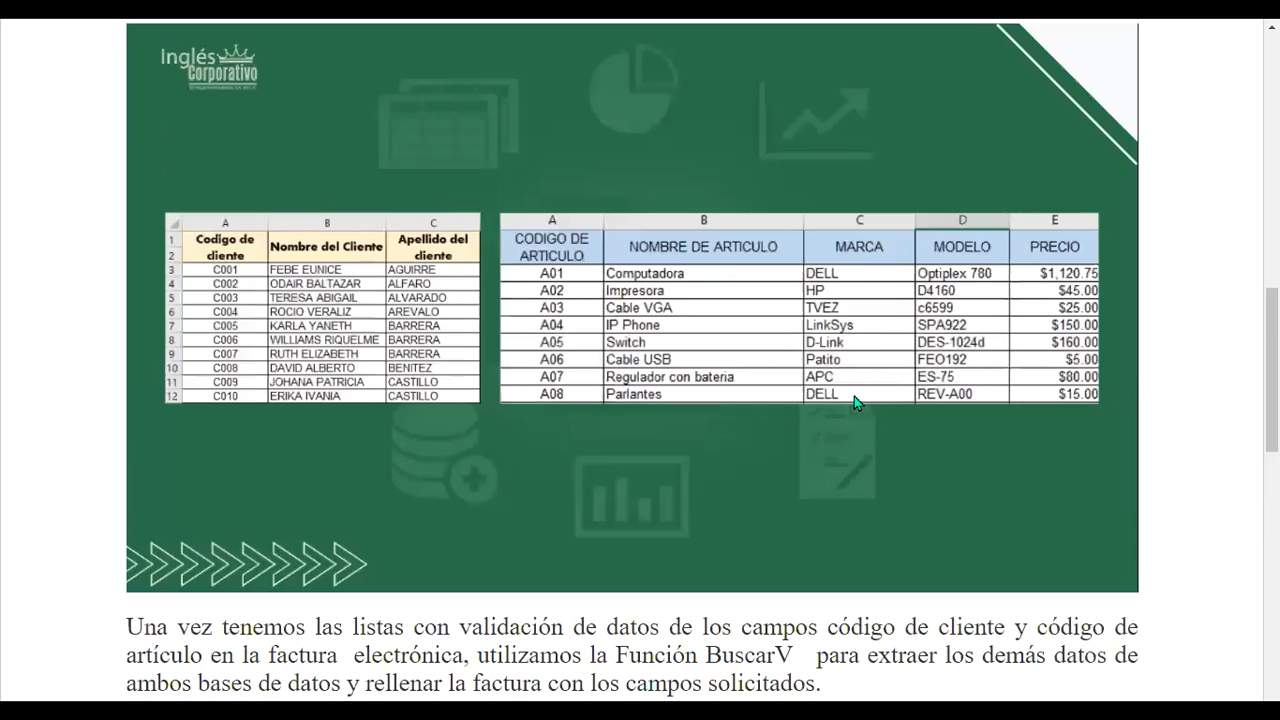 Inglés
Corporativo
A B C
1 Codigo de Nombre del Cliente Apellido del
2 cliente cliente
3 C001 FEBE EUNICE AGUIRRE
4 C002 ODAIR BALTAZAR ALFARO
5 C003 TERESA ABIGAIL ALVARADO
6 C004 ROCIO VERALIZ AREVALO
7 C005 KARLA YANETH BARRERA
8 C006 WILLIAMS RIQUELME BARRERA
9 C007 RUTH ELIZABETH BARRERA
10 C008 DAVID ALBERTO BENITEZ
11 C009 JOHANA PATRICIA CASTILLO
12 C010 ERIKA IVANIA CASTILLO
A B C D E
CODIGO DE NOMBRE DE ARTICULO MARCA MODELO PRECIO
ARTICULO
A01 Computadora DELL Optiplex 780 $1,120.75
A02 Impresora HP D4160 $45.00
A03 Cable VGA TVEZ c6599 $25.00
A04 IP Phone LinkSys SPA922 $150.00
A05 Switch D-Link DES-1024d $160.00
A06 Cable USB Patito FEO192 $5.00
A07 Regulador con bateria APC ES-75 $80.00
A08 Parlantes DELL REV-A00 $15.00
Una vez tenemos las listas con validación de datos de los campos código de cliente y código de
artículo en la factura electrónica, utilizamos la Función BuscarV para extraer los demás datos de
ambos bases de datos y rellenar la factura con los campos solicitados.